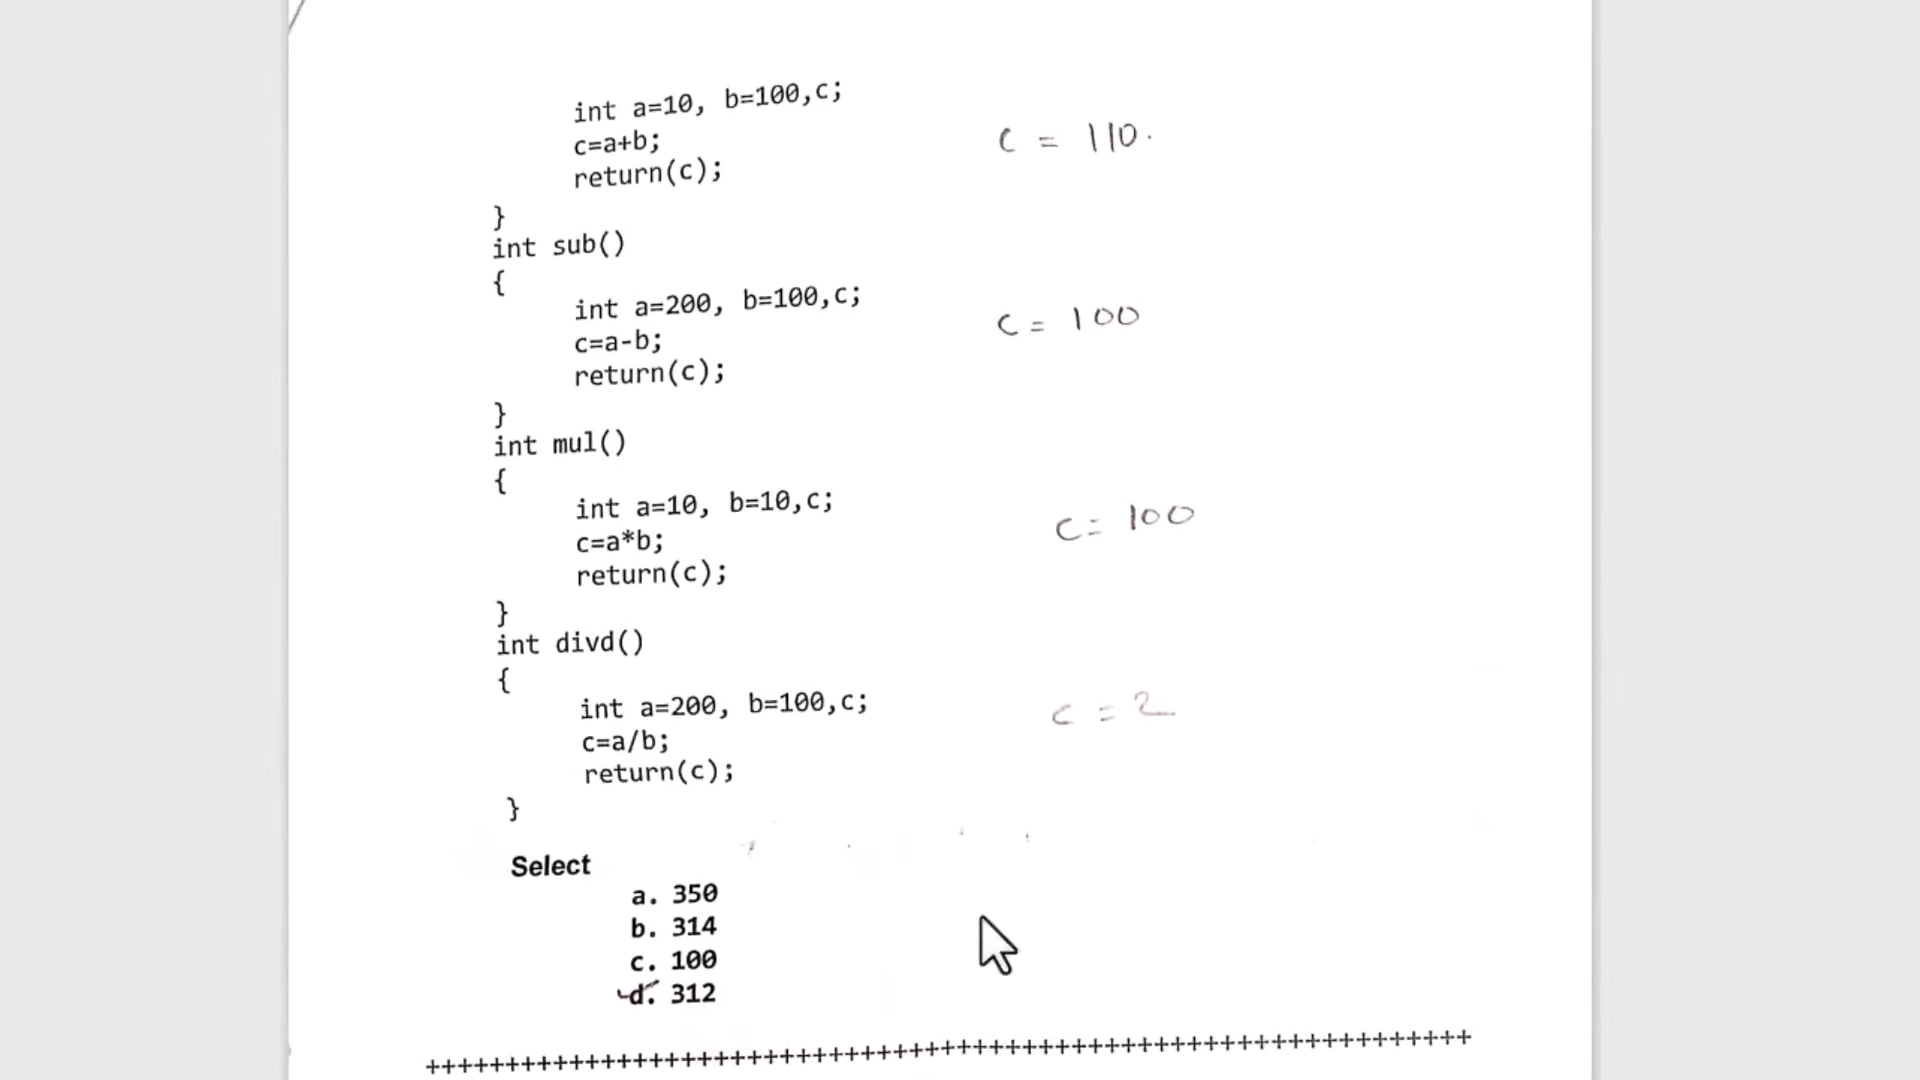 int a=10, b=100,c;
c=a+b;
c = 110.
return(c);
}
int sub()
{
int a=200, b=100,c;
c = 100
c=a-b;
return(c);
}
int mul()
{
int a=10, b=10,c;
c = 100
c=a*b;
return(c);
}
int divd()
{
int a=200, b=100,c;
c = 2
c=a/b;
return(c);
}
Select
a. 350
b. 314
c. 100
d. 312
+++++++++++++++++++++++++++++++++++++++++++++++++++++++++++++++++++++